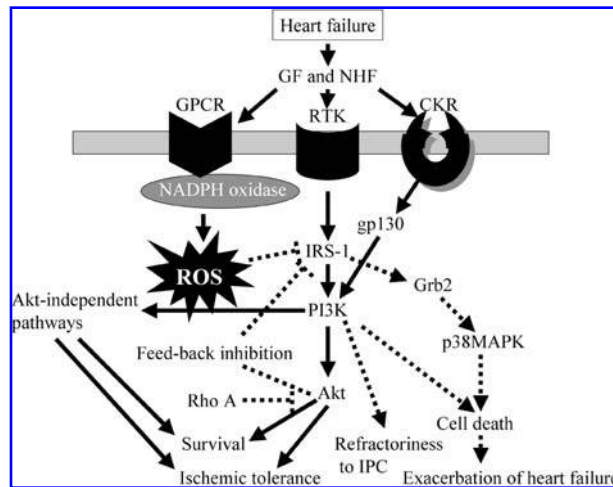 Heart failure
GF and NHF
GPCR
RTK
CKR
NADPH oxidase
gp130
ROS
IRS-1
Grb2
Akt-independent
pathways
PI3K
p38MAPK
Feed-back inhibition
Rho A
Akt
Cell death
Survival
Refractoriness
to IPC
Ischemic tolerance
Exacerbation of heart failure